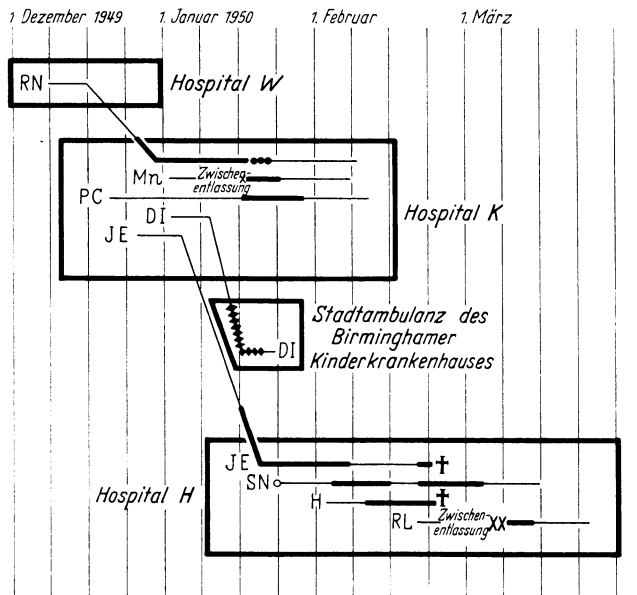 1 Dezember 1949 1. Januar 1950 1. Februar 1. März
RN Hospital W
Mn Zwischen-
entlassung
PC
DI Hospital K
JE
Stadtambulanz des
Birminghamer
DI Kinderkrankenhauses
JE †
SN
Hospital H H †
RL Zwischen-
entlassung XX